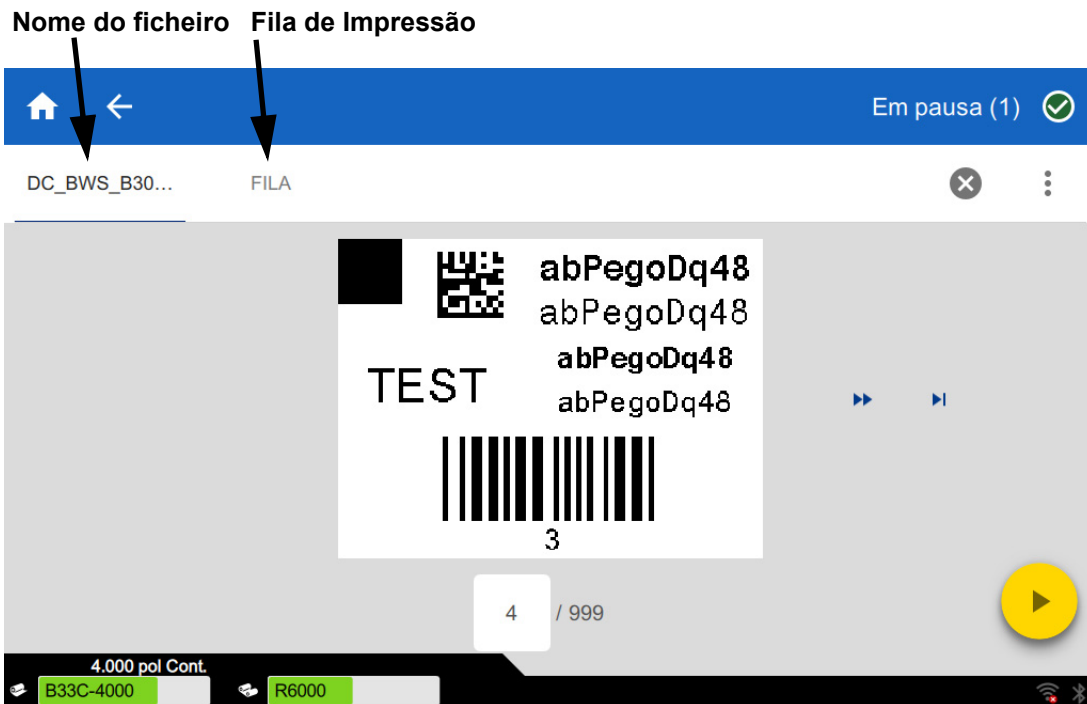 Nome do ficheiro Fila de Impressão
Em pausa (1)
DC_BWS_B30... FILA
abPegoDq48
abPegoDq48
abPegoDq48
TEST
abPegoDq48
3
4 / 999
4.000 pol Cont.
B33C-4000 R6000